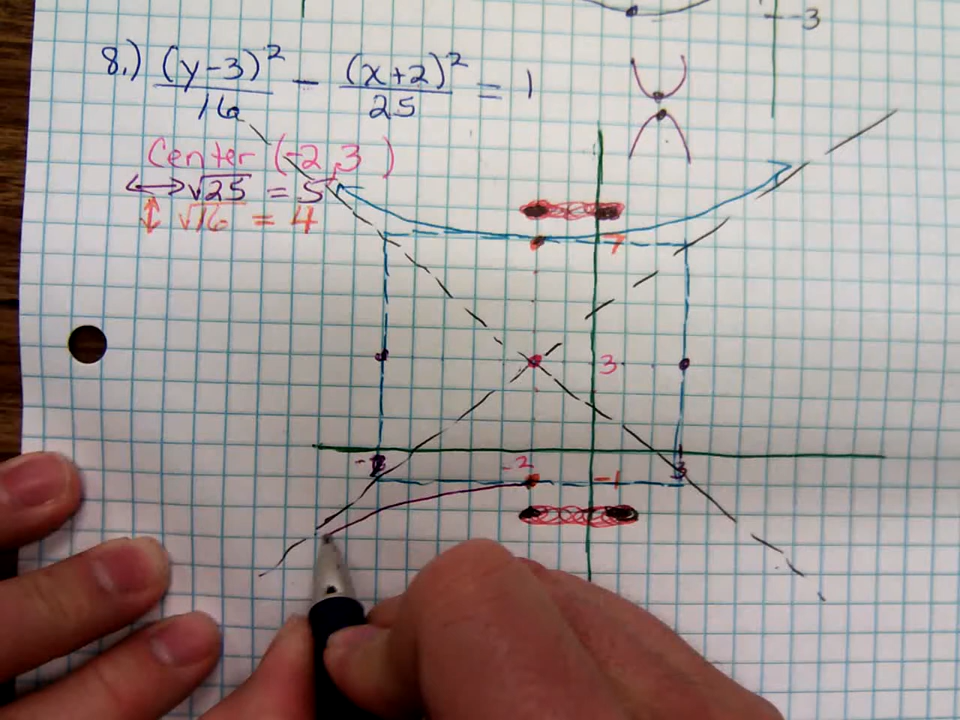 --3
8.) (y-3)² / 16 - (x+2)² / 25 = 1
Center (-2,3)
↔ √25 = 5
↕ √16 = 4
7
3
-2
3
-1